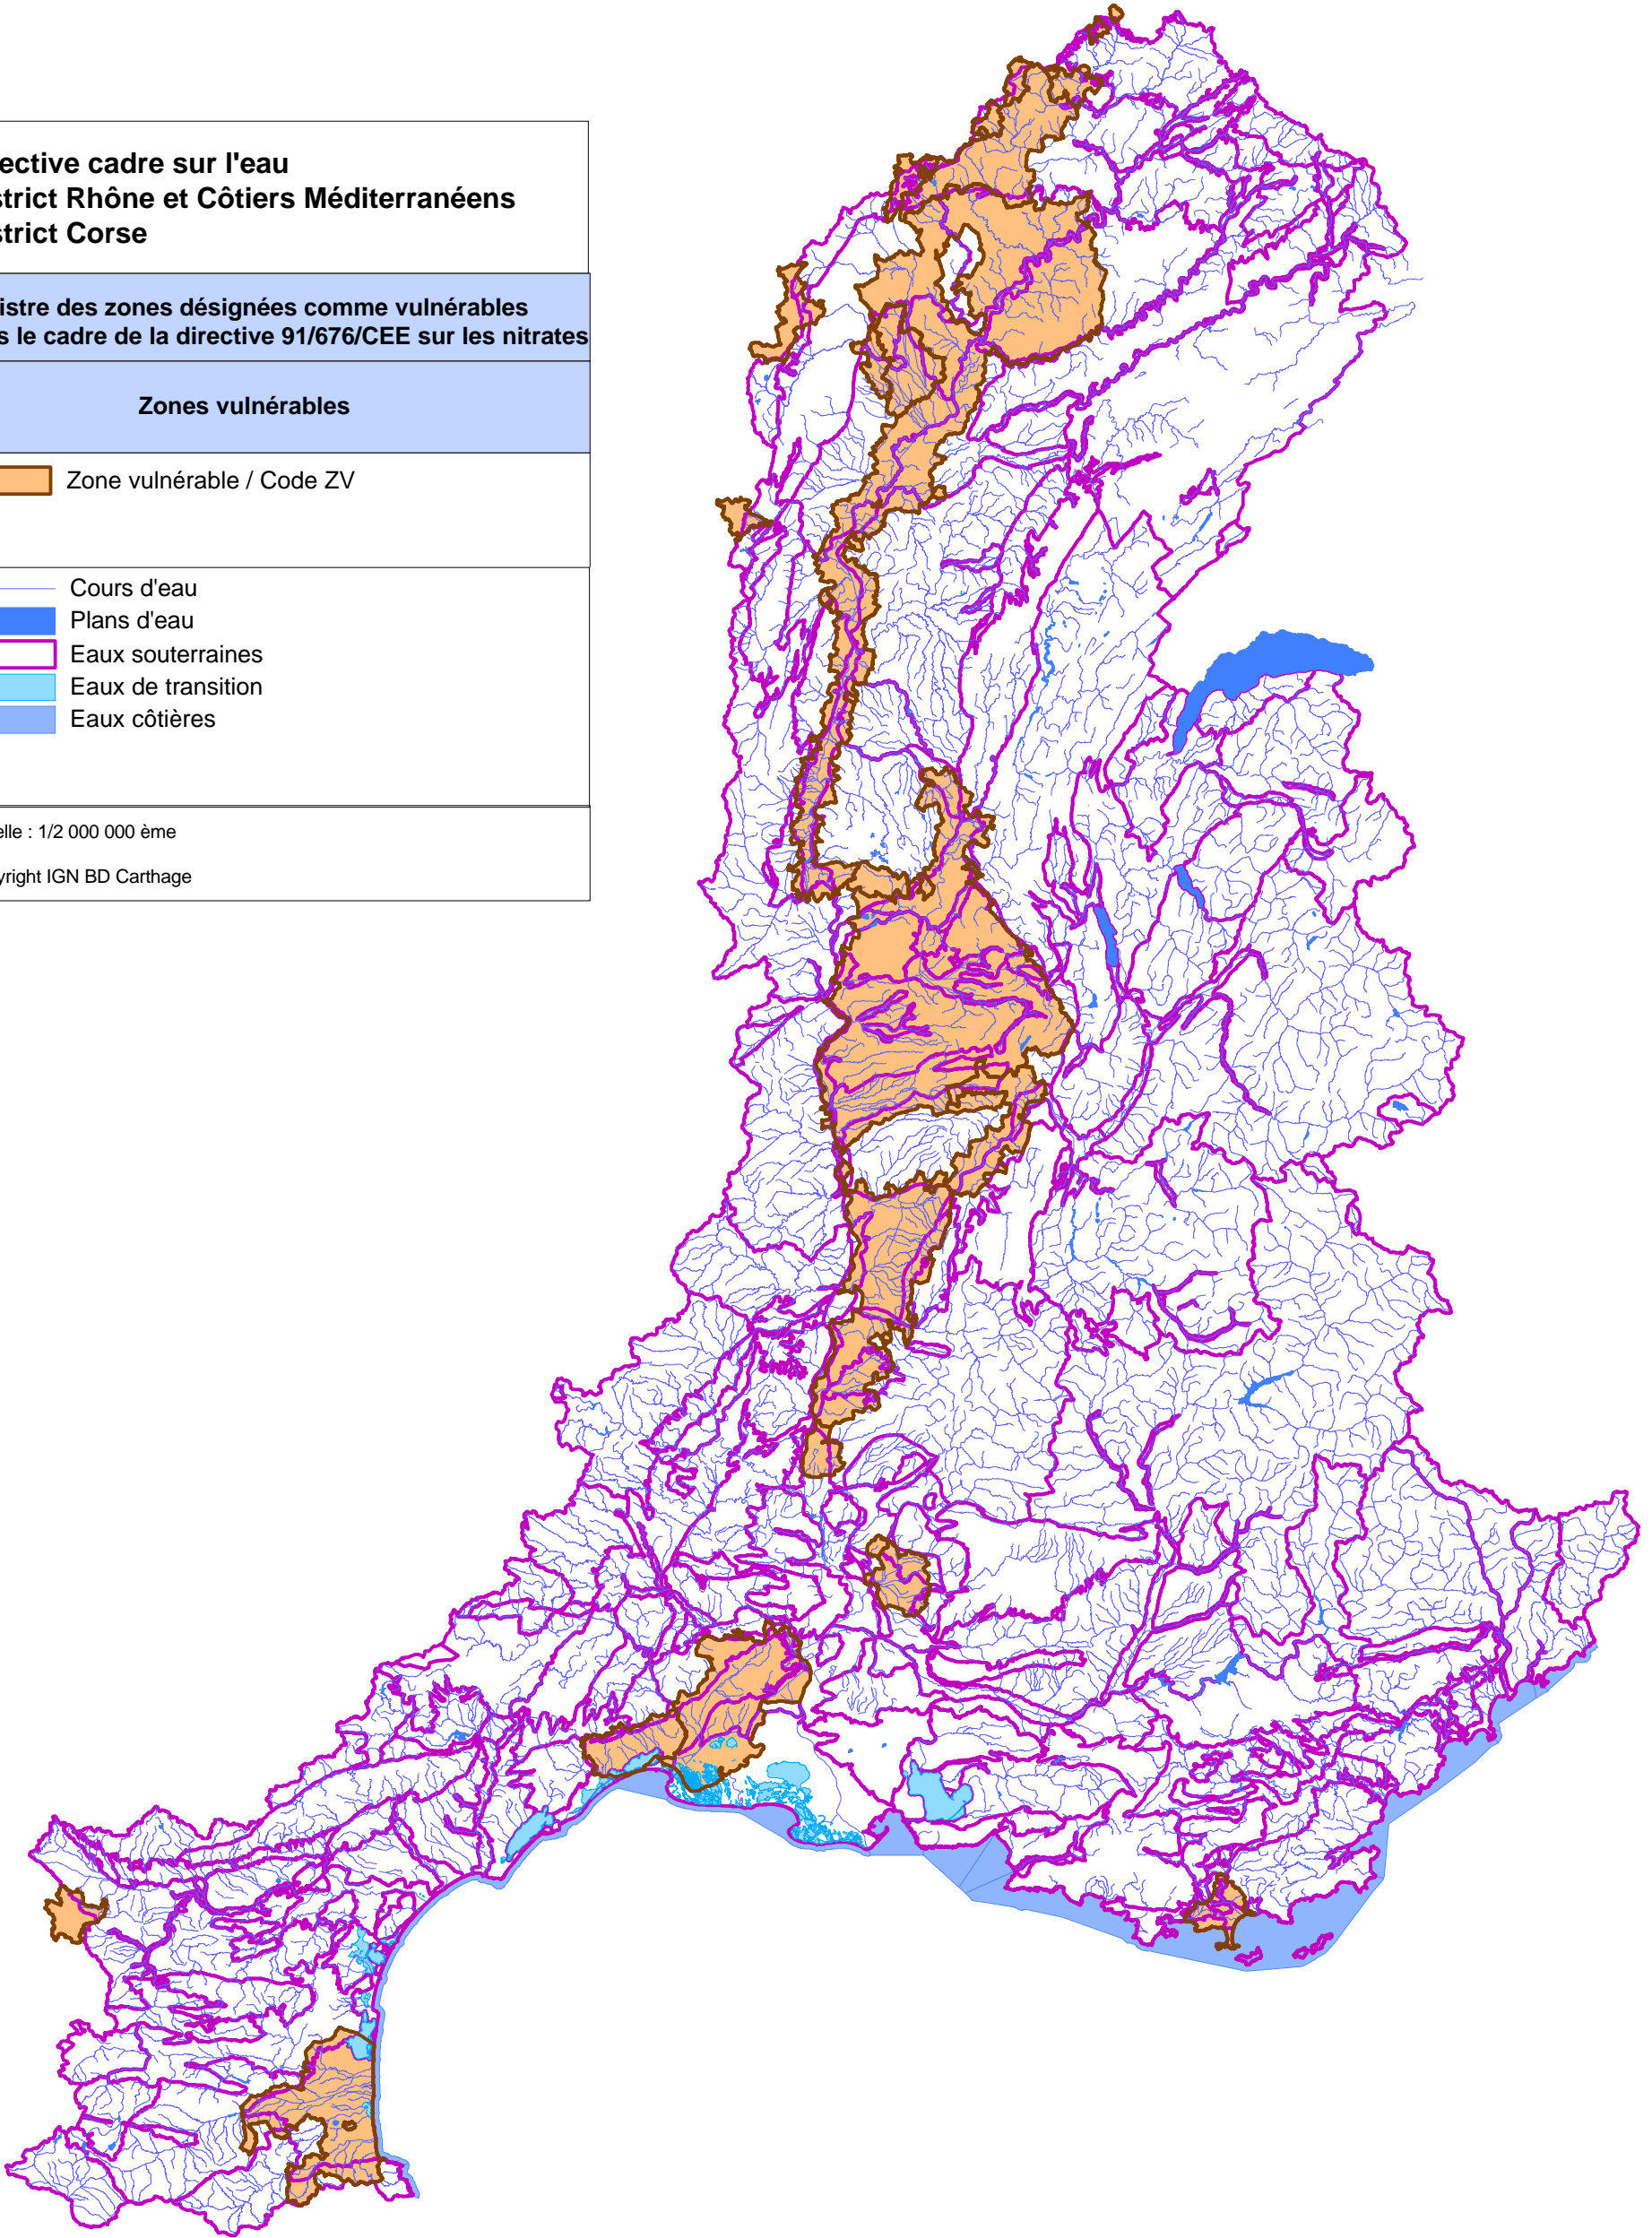 ective cadre sur l'eau
strict Rhône et Côtiers Méditerranéens
strict Corse
istre des zones désignées comme vulnérables
s le cadre de la directive 91/676/CEE sur les nitrates
Zones vulnérables
Zone vulnérable / Code ZV
Cours d'eau
Plans d'eau
Eaux souterraines
Eaux de transition
Eaux côtières
elle : 1/2 000 000 ème
yright IGN BD Carthage